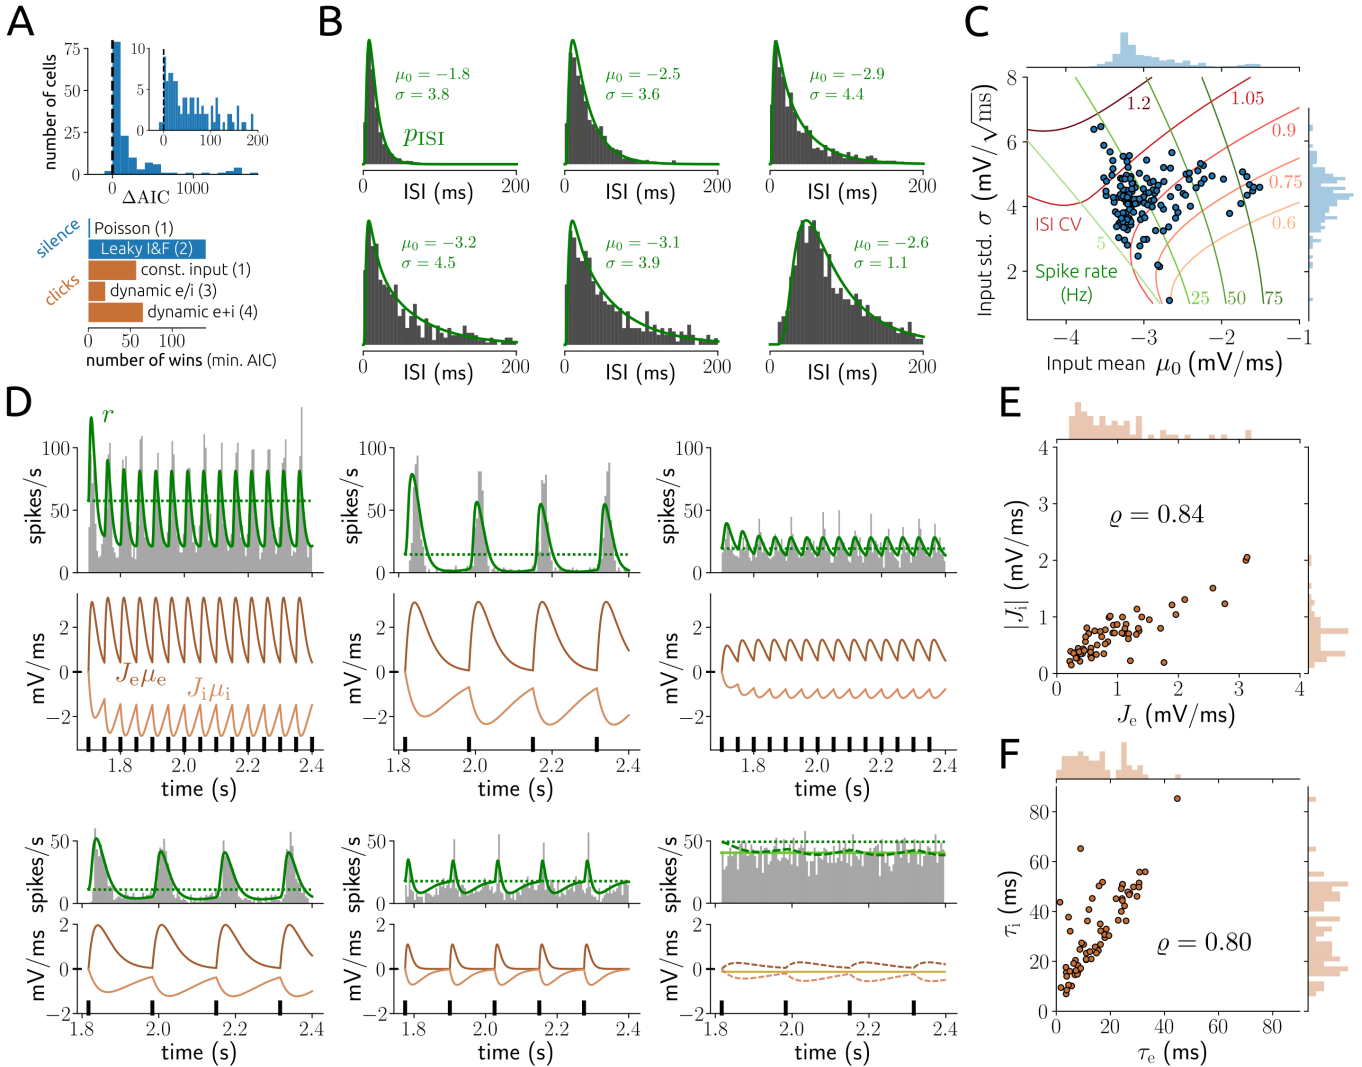 A
number of cells
75
50
25
0
0
1000
ΔAIC
10
5
0
0
100
200
silence
clicks
Poisson (1)
Leaky I&F (2)
const. input (1)
dynamic e/i (3)
dynamic e+i (4)
0
50
100
number of wins (min. AIC)
B
μ0 = −1.8
σ = 3.8
pISI
0
200
ISI (ms)
μ0 = −2.5
σ = 3.6
0
200
ISI (ms)
μ0 = −2.9
σ = 4.4
0
200
ISI (ms)
μ0 = −3.2
σ = 4.5
0
200
ISI (ms)
μ0 = −3.1
σ = 3.9
0
200
ISI (ms)
μ0 = −2.6
σ = 1.1
0
200
ISI (ms)
C
Input std. σ (mV/√ms)
8
6
4
2
1.2
1.05
0.9
0.75
0.6
ISI CV
5
Spike rate
(Hz)
25
50
75
−4
−3
−2
−1
Input mean μ0 (mV/ms)
D
r
spikes/s
100
50
0
mV/ms
2
0
−2
Jeμe
Jiμi
1.8
2.0
2.2
2.4
time (s)
spikes/s
100
50
0
mV/ms
2
0
−2
1.8
2.0
2.2
2.4
time (s)
spikes/s
100
50
0
mV/ms
2
0
−2
1.8
2.0
2.2
2.4
time (s)
spikes/s
50
0
mV/ms
2
0
−2
1.8
2.0
2.2
2.4
time (s)
spikes/s
50
0
mV/ms
2
0
−2
1.8
2.0
2.2
2.4
time (s)
spikes/s
50
0
mV/ms
2
0
−2
1.8
2.0
2.2
2.4
time (s)
E
|Ji| (mV/ms)
4
3
2
1
0
ϱ = 0.84
0
1
2
3
4
Je (mV/ms)
F
τi (ms)
80
60
40
20
0
ϱ = 0.80
0
20
40
60
80
τe (ms)